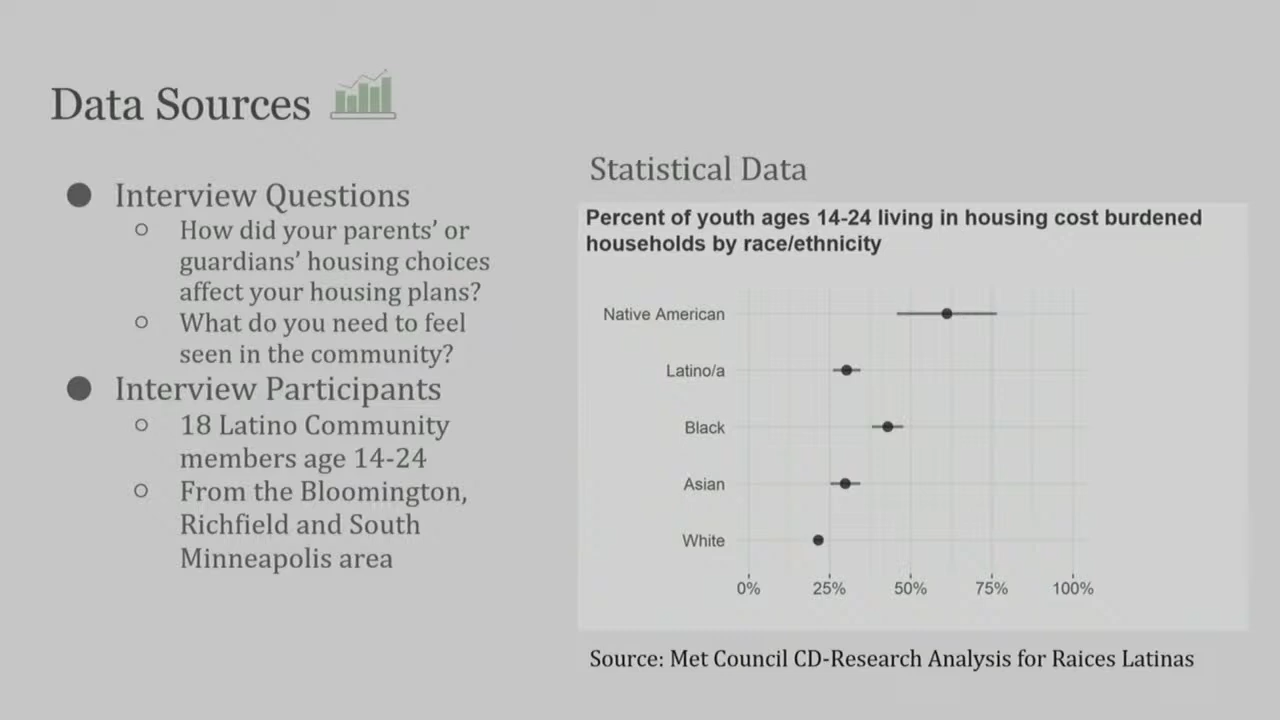 Data Sources
● Interview Questions
○ How did your parents’ or
guardians’ housing choices
affect your housing plans?
○ What do you need to feel
seen in the community?
● Interview Participants
○ 18 Latino Community
members age 14-24
○ From the Bloomington,
Richfield and South
Minneapolis area
Statistical Data
Percent of youth ages 14-24 living in housing cost burdened
households by race/ethnicity
Native American
Latino/a
Black
Asian
White
0% 25% 50% 75% 100%
Source: Met Council CD-Research Analysis for Raices Latinas